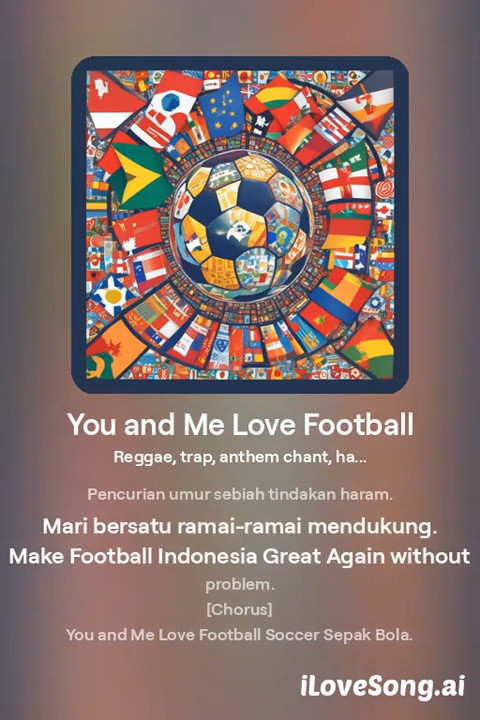 You and Me Love Football
Reggae, trap, anthem chant, ha...
Pencurian umur sebiah tindakan haram.
Mari bersatu ramai-ramai mendukung.
Make Football Indonesia Great Again without
problem.
[Chorus]
You and Me Love Football Soccer Sepak Bola.
iLoveSong.ai